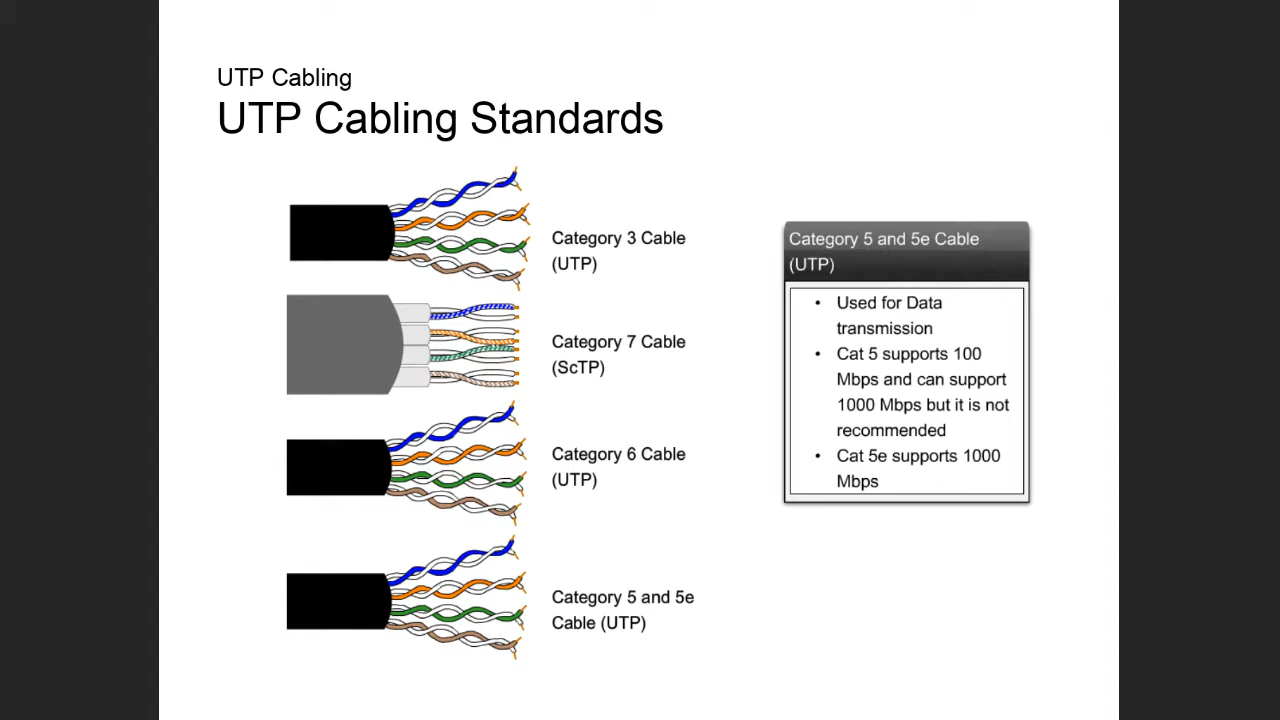 UTP Cabling
UTP Cabling Standards
Category 3 Cable
(UTP)
Category 7 Cable
(ScTP)
Category 6 Cable
(UTP)
Category 5 and 5e
Cable (UTP)
Category 5 and 5e Cable
(UTP)
• Used for Data
transmission
• Cat 5 supports 100
Mbps and can support
1000 Mbps but it is not
recommended
• Cat 5e supports 1000
Mbps